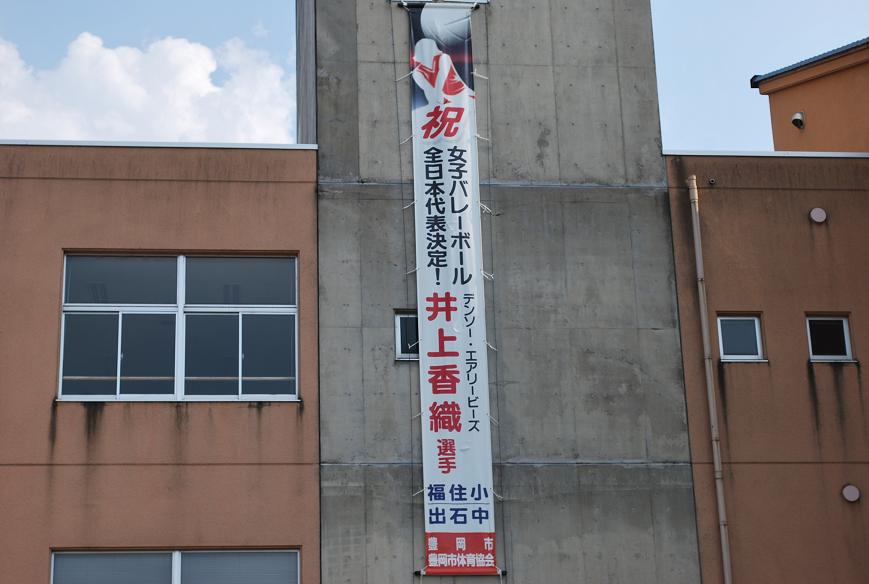 祝
女子バレーボール
全日本代表決定！
デンソー・エアリービーズ
井上香織選手
福住小
出石中
豊岡市
豊岡市体育協会